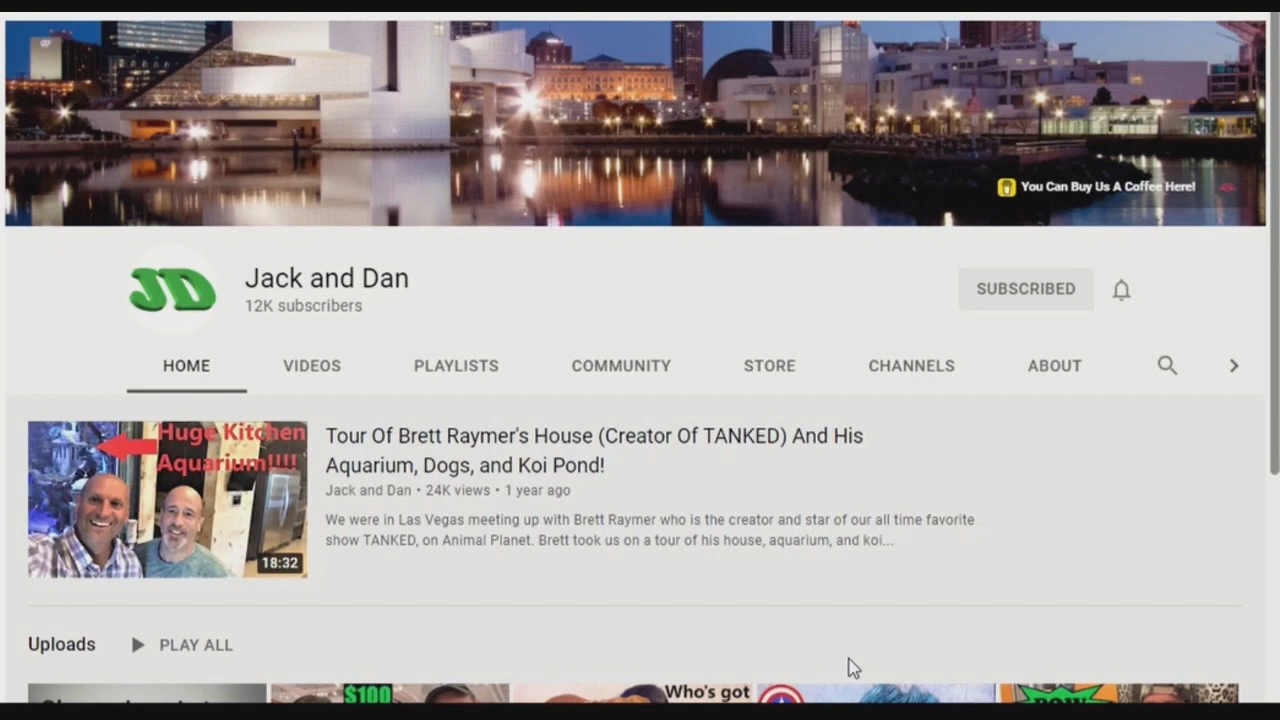 You Can Buy Us A Coffee Here!
JD
Jack and Dan
12K subscribers
SUBSCRIBED
HOME VIDEOS PLAYLISTS COMMUNITY STORE CHANNELS ABOUT
Huge Kitchen
Aquarium!!!!
18:32
Tour Of Brett Raymer's House (Creator Of TANKED) And His
Aquarium, Dogs, and Koi Pond!
Jack and Dan • 24K views • 1 year ago
We were in Las Vegas meeting up with Brett Raymer who is the creator and star of our all time favorite
show TANKED, on Animal Planet. Brett took us on a tour of his house, aquarium, and koi...
Uploads PLAY ALL
$100
Who's got